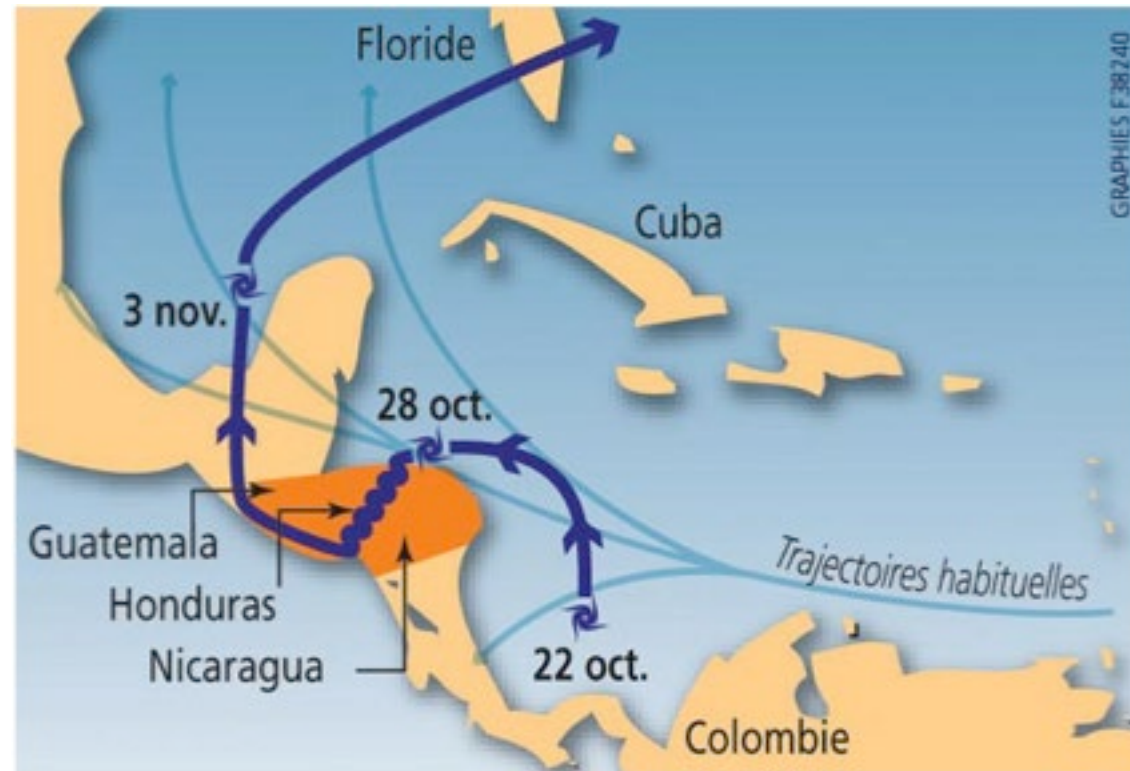 Floride
GRAPHIES F38240
Cuba
3 nov.
28 oct.
Guatemala
Honduras
Nicaragua
Trajectoires habituelles
22 oct.
Colombie